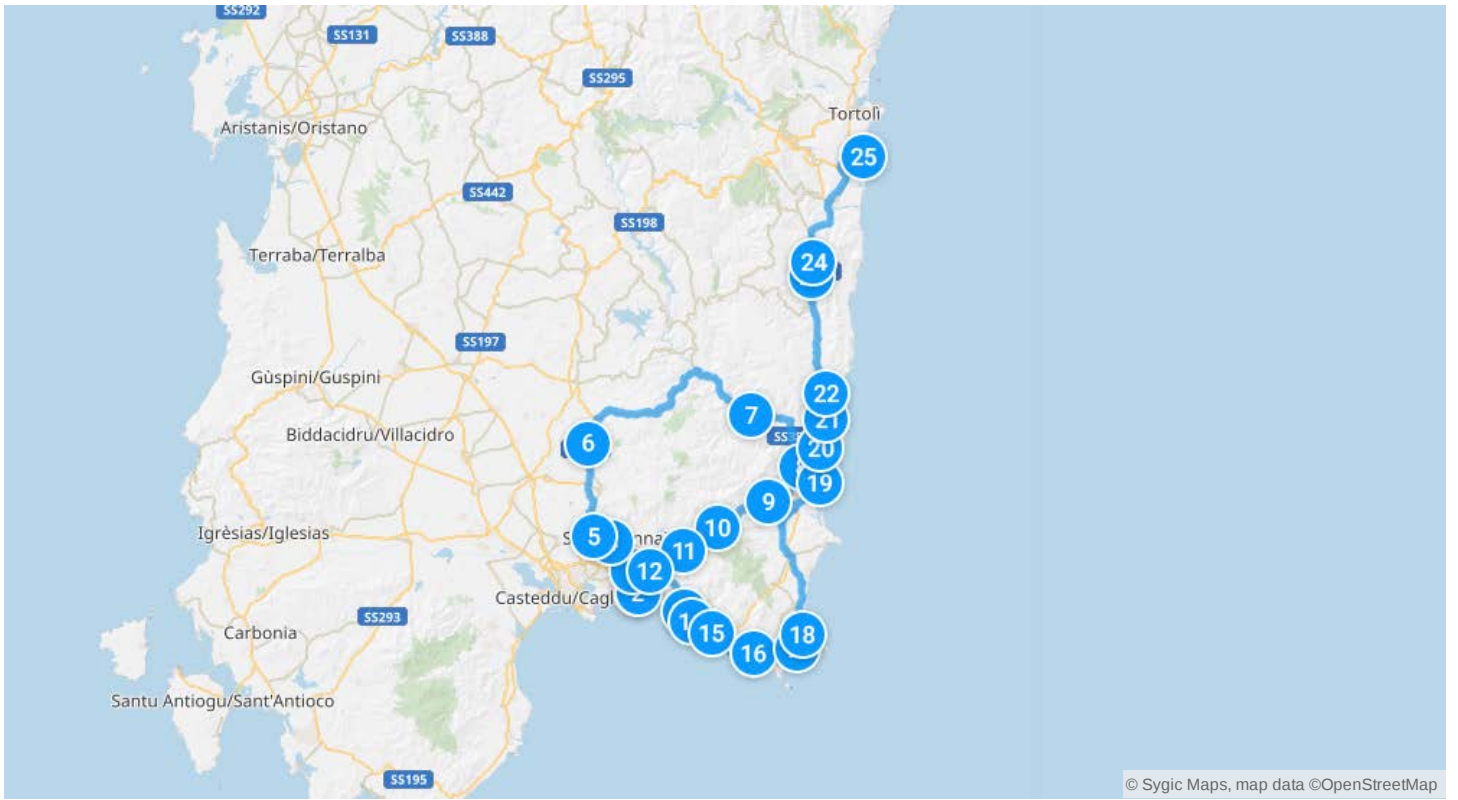 SS292
SS131
SS388
SS295
Tortolì
Aristanis/Oristano
25
SS442
SS198
Terraba/Terralba
24
SS197
Gùspini/Guspini
22
7
21
Biddacidru/Villacidro
6
20
19
9
10
Igrèsias/Iglesias
5
11
12
Casteddu/Cagl
2
SS293
Carbonia
15
18
16
Santu Antiogu/Sant'Antioco
SS195
© Sygic Maps, map data ©OpenStreetMap